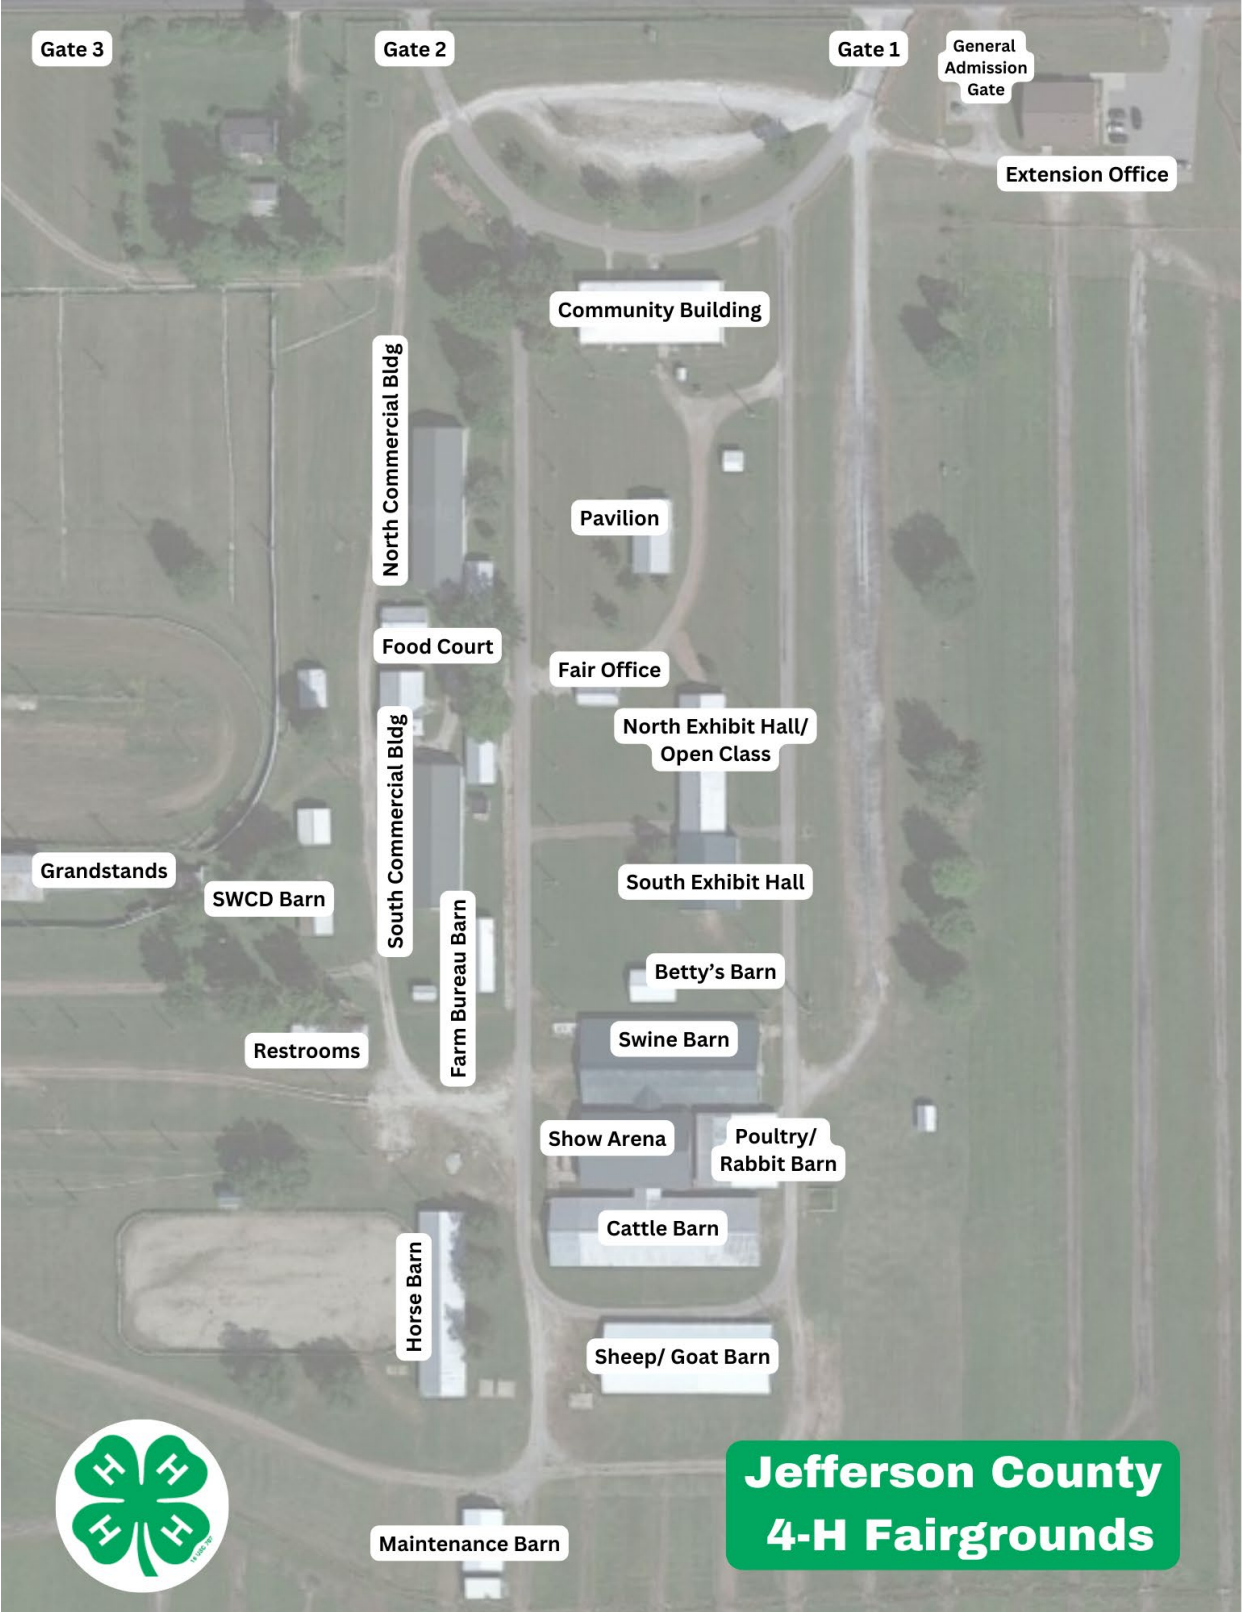 Gate 3
Gate 2
Gate 1
General
Admission
Gate
Extension Office
Community Building
North Commercial Bldg
Pavilion
Food Court
Fair Office
North Exhibit Hall/
Open Class
South Commercial Bldg
Grandstands
South Exhibit Hall
SWCD Barn
Farm Bureau Barn
Betty’s Barn
Swine Barn
Restrooms
Show Arena
Poultry/
Rabbit Barn
Cattle Barn
Horse Barn
Sheep/ Goat Barn
Jefferson County
4-H Fairgrounds
H H
H H
18 USC 707
Maintenance Barn